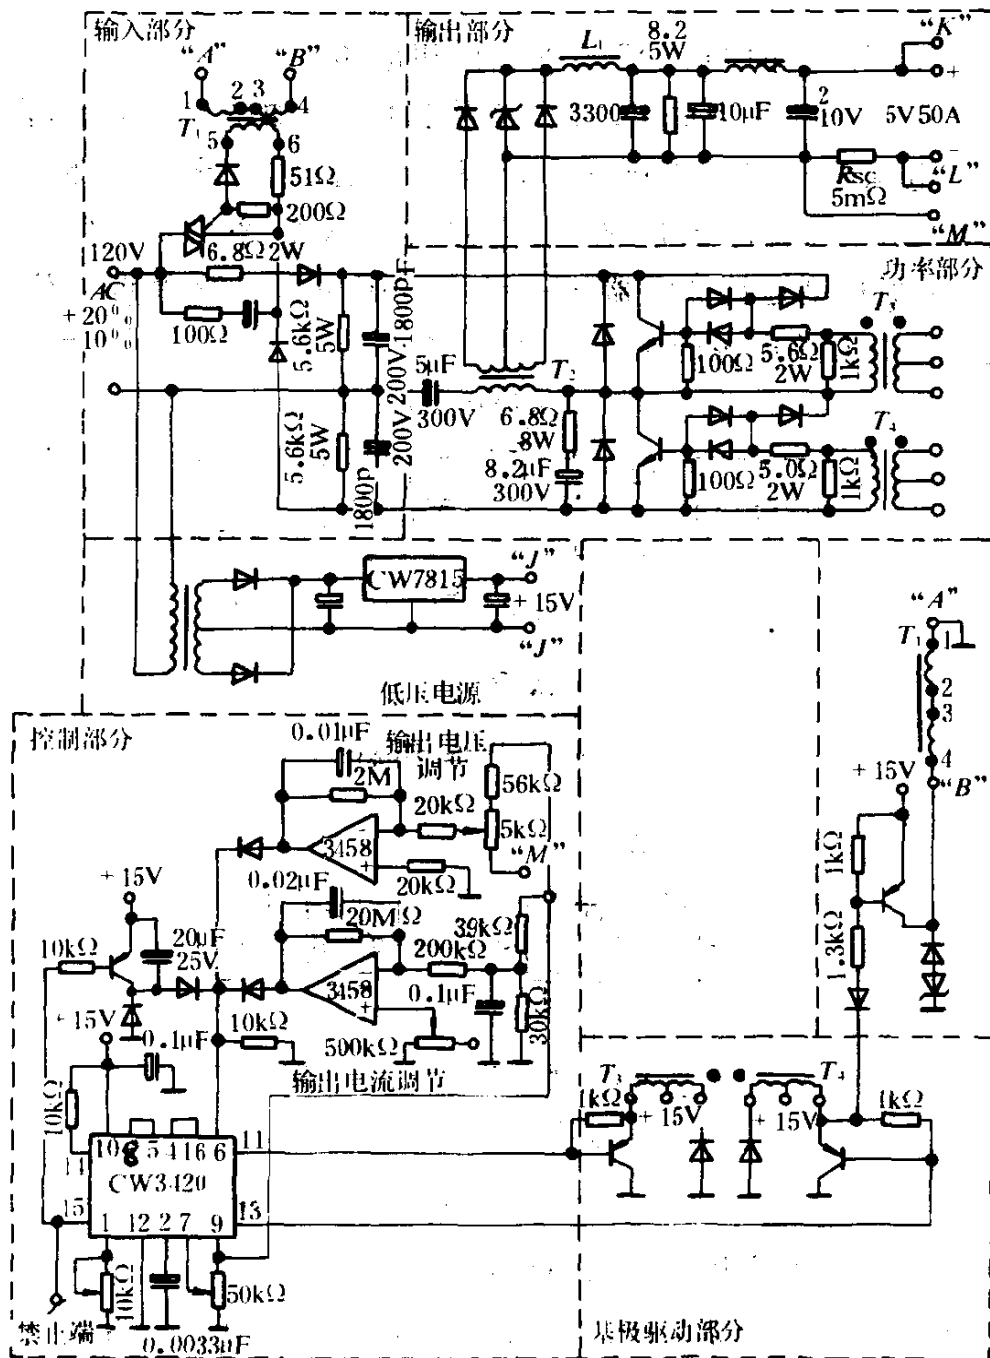 输入部分
“A” “B”
1 2 3 4
T₁
5 6
51Ω
200Ω
6.8Ω 2W
120V
AC
+20%
-10%
100Ω
5.6kΩ
5W
1800PF
200V
5.6kΩ
5W
200V
1800P
输出部分
L₁
8.2
5W
3300
10μF
2
10V
5V50A
“K”
+
-
“L”
Rsc
5mΩ
“M”
功率部分
T₂
5μF
300V
6.8Ω
8W
8.2μF
300V
100Ω
5.6Ω
2W
1kΩ
T₃
100Ω
5.0Ω
2W
1kΩ
T₄
CW7815
“J”
+15V
“J”
低压电源
控制部分
0.01μF
2M
输出电压
调节
20kΩ
56kΩ
5kΩ
“M”
3458
-
+
20kΩ
0.02μF
20MΩ
39kΩ
200kΩ
3458
-
+
0.1μF
30kΩ
500kΩ
输出电流调节
10kΩ
+15V
20μF
25V
10kΩ
+15V
0.1μF
10kΩ
10 8 5 4 16 6
11
14
CW3420
15
13
1 12 2 7 9
10kΩ
50kΩ
0.0033μF
禁止端
“A”
T₁
1
2
3
4
“B”
+15V
1kΩ
1.3kΩ
T₃
T₄
1kΩ
+15V
+15V
1kΩ
基极驱动部分